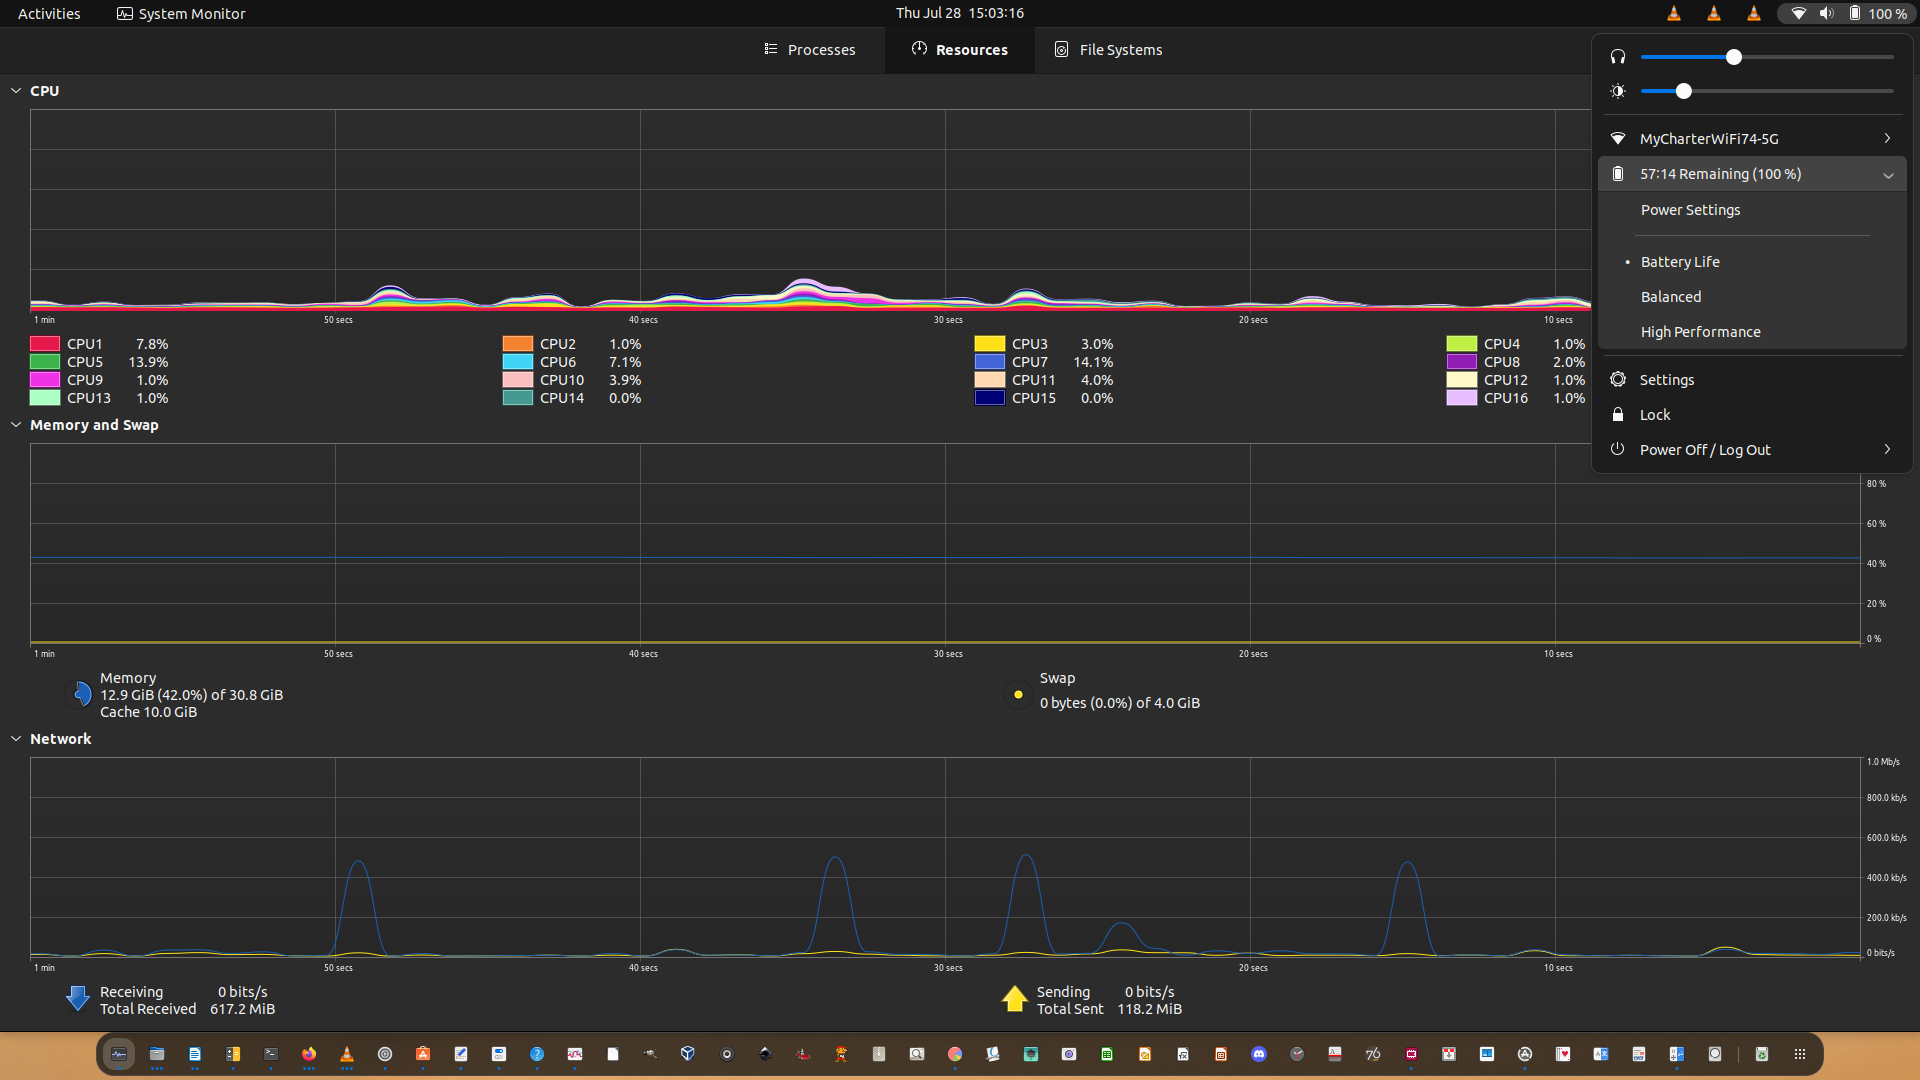 Activities
System Monitor
Thu Jul 28 15:03:16
100 %
Processes
Resources
File Systems
CPU
1 min 50 secs 40 secs 30 secs 20 secs 10 secs
CPU1 7.8% CPU2 1.0% CPU3 3.0% CPU4 1.0%
CPU5 13.9% CPU6 7.1% CPU7 14.1% CPU8 2.0%
CPU9 1.0% CPU10 3.9% CPU11 4.0% CPU12 1.0%
CPU13 1.0% CPU14 0.0% CPU15 0.0% CPU16 1.0%
MyCharterWiFi74-5G
57:14 Remaining (100 %)
Power Settings
• Battery Life
Balanced
High Performance
Settings
Lock
Power Off / Log Out
Memory and Swap
80 %
60 %
40 %
20 %
0 %
1 min 50 secs 40 secs 30 secs 20 secs 10 secs
Memory
12.9 GiB (42.0%) of 30.8 GiB
Cache 10.0 GiB
Swap
0 bytes (0.0%) of 4.0 GiB
Network
1.0 Mb/s
800.0 kb/s
600.0 kb/s
400.0 kb/s
200.0 kb/s
0 bits/s
1 min 50 secs 40 secs 30 secs 20 secs 10 secs
Receiving 0 bits/s
Total Received 617.2 MiB
Sending 0 bits/s
Total Sent 118.2 MiB